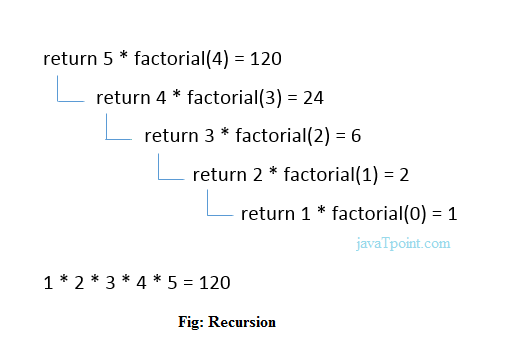 return 5 * factorial(4) = 120
return 4 * factorial(3) = 24
return 3 * factorial(2) = 6
return 2 * factorial(1) = 2
return 1 * factorial(0) = 1
javaTpoint.com
1 * 2 * 3 * 4 * 5 = 120
Fig: Recursion